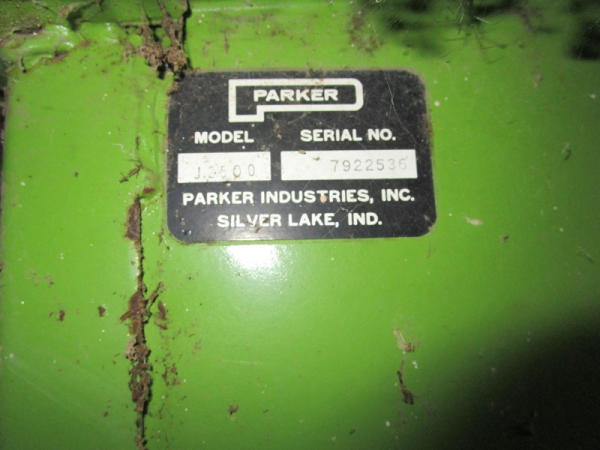 PARKER
MODEL SERIAL NO.
7922536
PARKER INDUSTRIES, INC.
SILVER LAKE, IND.